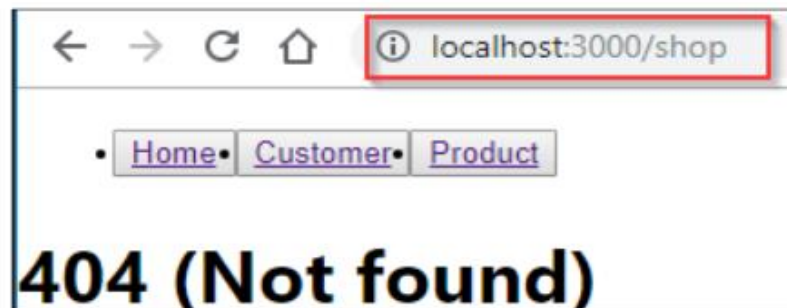 localhost:3000/shop
• Home• Customer• Product
404 (Not found)